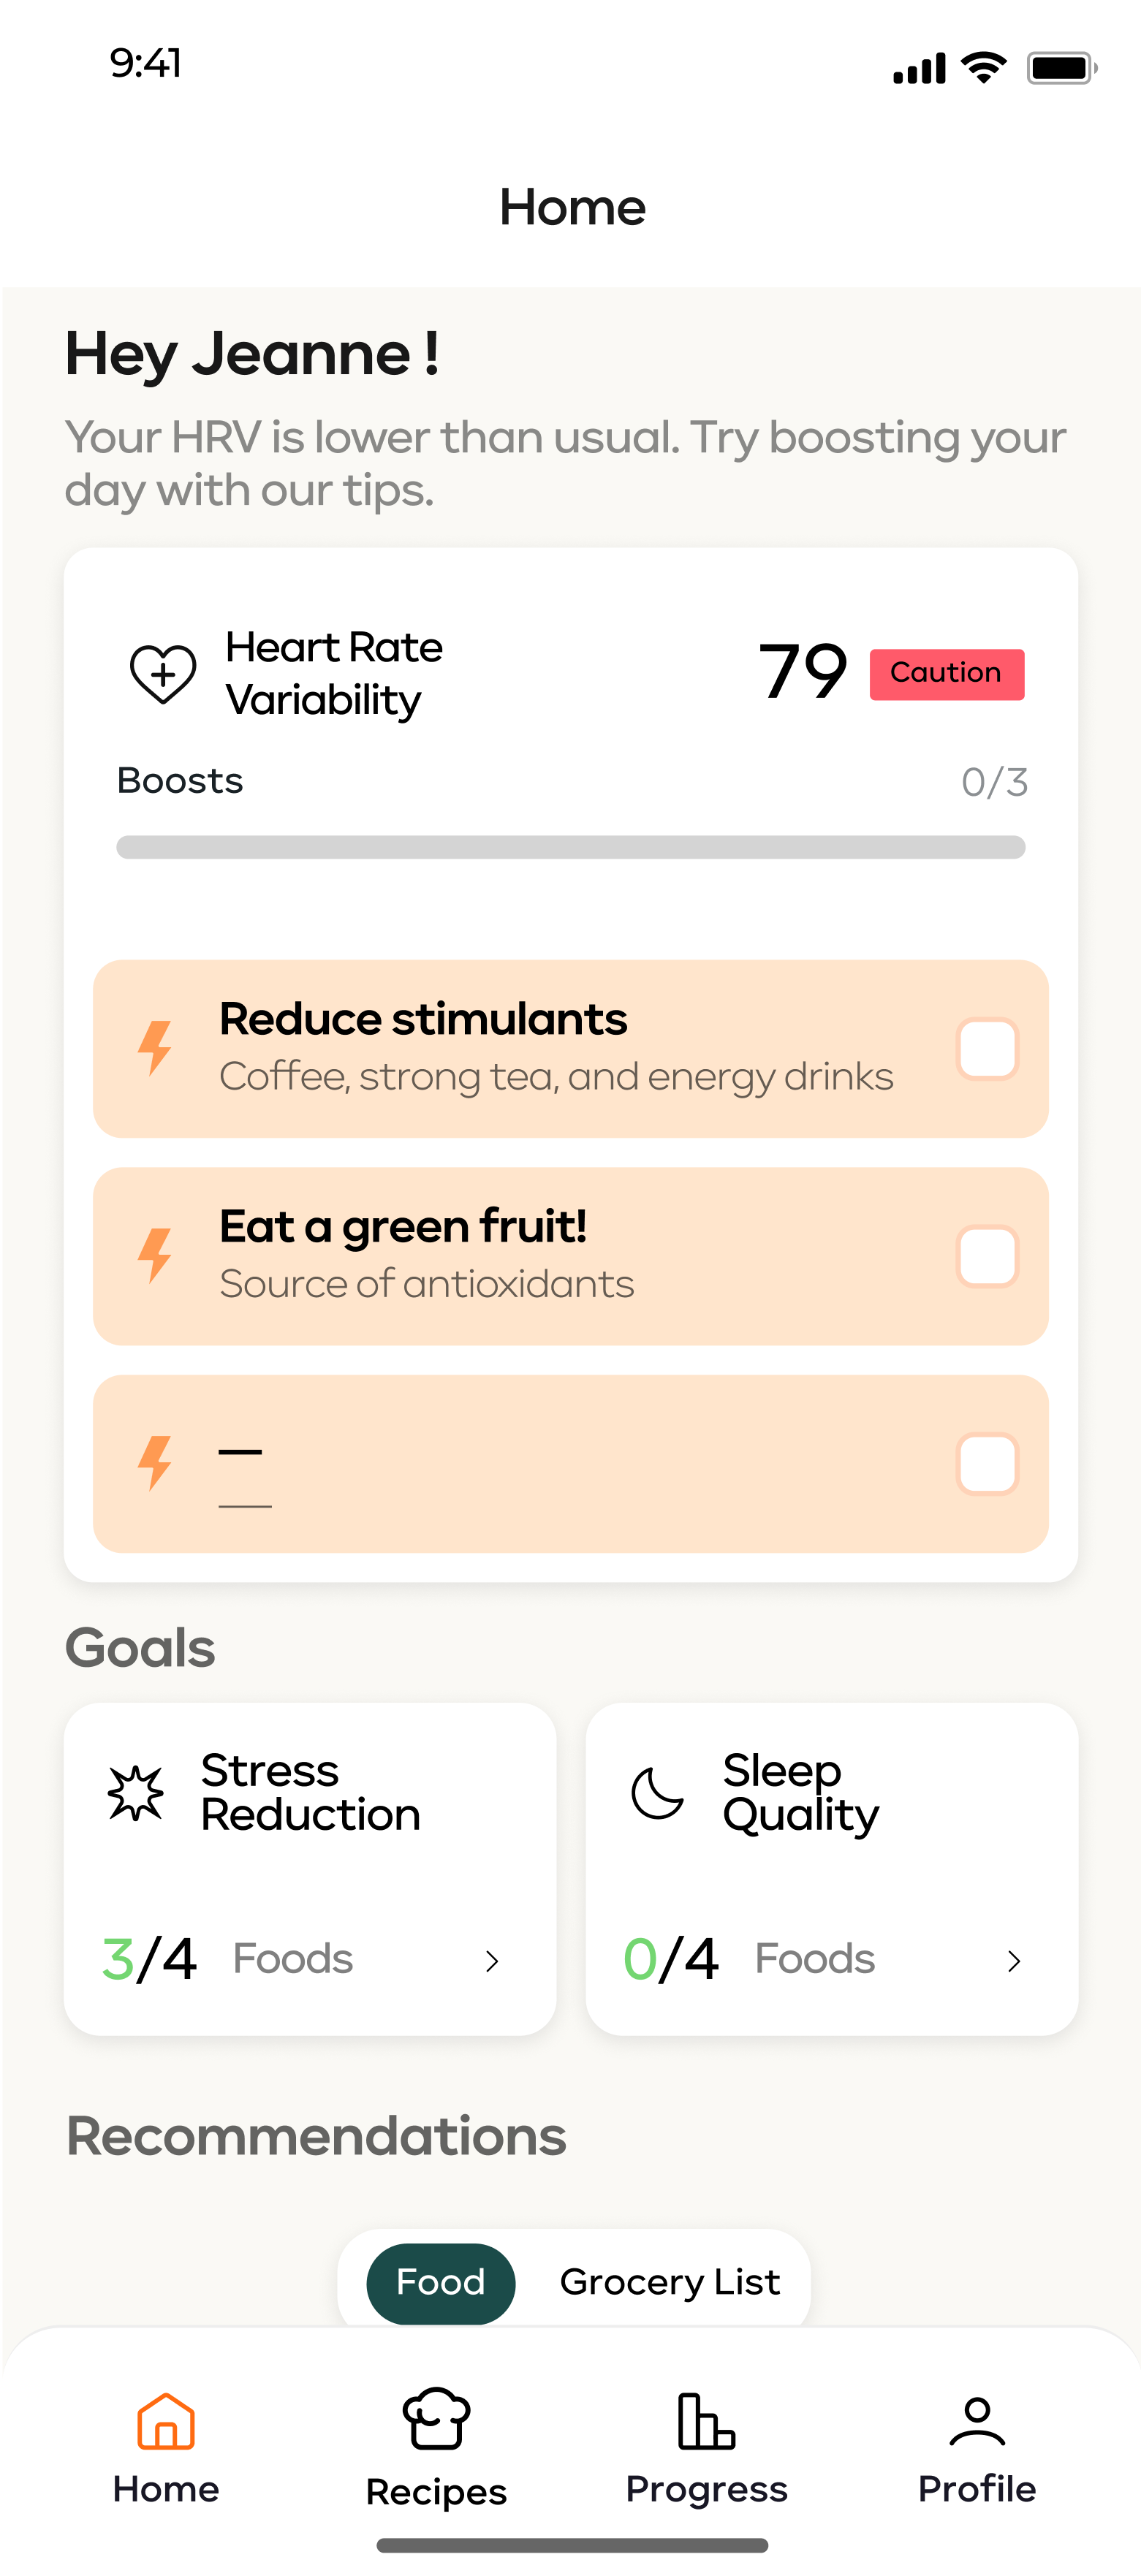 9:41
Home
Hey Jeanne !
Your HRV is lower than usual. Try boosting your
day with our tips.
Heart Rate
Variability
79
Caution
Boosts
0/3
Reduce stimulants
Coffee, strong tea, and energy drinks
Eat a green fruit!
Source of antioxidants
—
—
Goals
Stress
Reduction
3/4 Foods
Sleep
Quality
0/4 Foods
Recommendations
Food
Grocery List
Home
Recipes
Progress
Profile